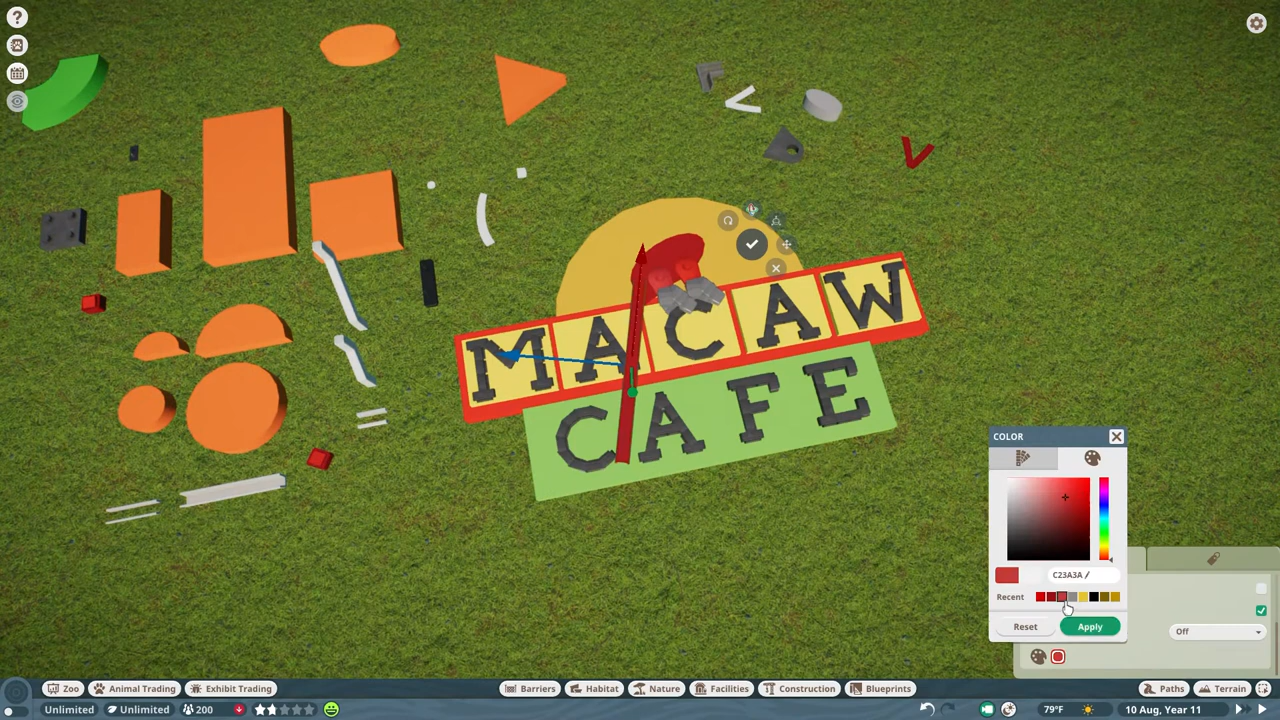 MACAW
CAFE
COLOR
C23A3A /
Recent
Reset
Apply
Off
Zoo
Animal Trading
Exhibit Trading
Barriers
Habitat
Nature
Facilities
Construction
Blueprints
Paths
Terrain
Unlimited
Unlimited
200
79°F
10 Aug, Year 11